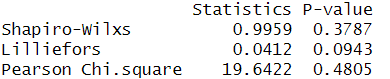 Statistics P-value
Shapiro-Wilxs 0.9959 0.3787
Lilliefors 0.0412 0.0943
Pearson Chi.square 19.6422 0.4805